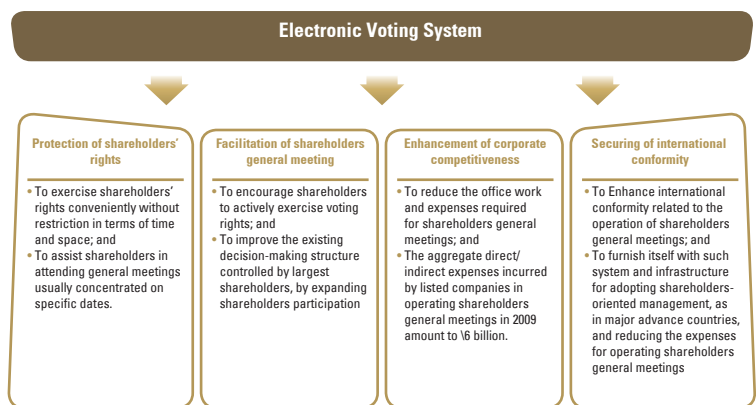 Electronic Voting System
Protection of shareholders'
rights
• To exercise shareholders'
rights conveniently without
restriction in terms of time
and space; and
• To assist shareholders in
attending general meetings
usually concentrated on
specific dates.
Facilitation of shareholders
general meeting
• To encourage shareholders
to actively exercise voting
rights; and
• To improve the existing
decision-making structure
controlled by largest
shareholders, by expanding
shareholders participation
Enhancement of corporate
competitiveness
• To reduce the office work
and expenses required
for shareholders general
meetings; and
• The aggregate direct/
indirect expenses incurred
by listed companies in
operating shareholders
general meetings in 2009
amount to \6 billion.
Securing of international
conformity
• To Enhance international
conformity related to the
operation of shareholders
general meetings; and
• To furnish itself with such
system and infrastructure
for adopting shareholders-
oriented management, as
in major advance countries,
and reducing the expenses
for operating shareholders
general meetings